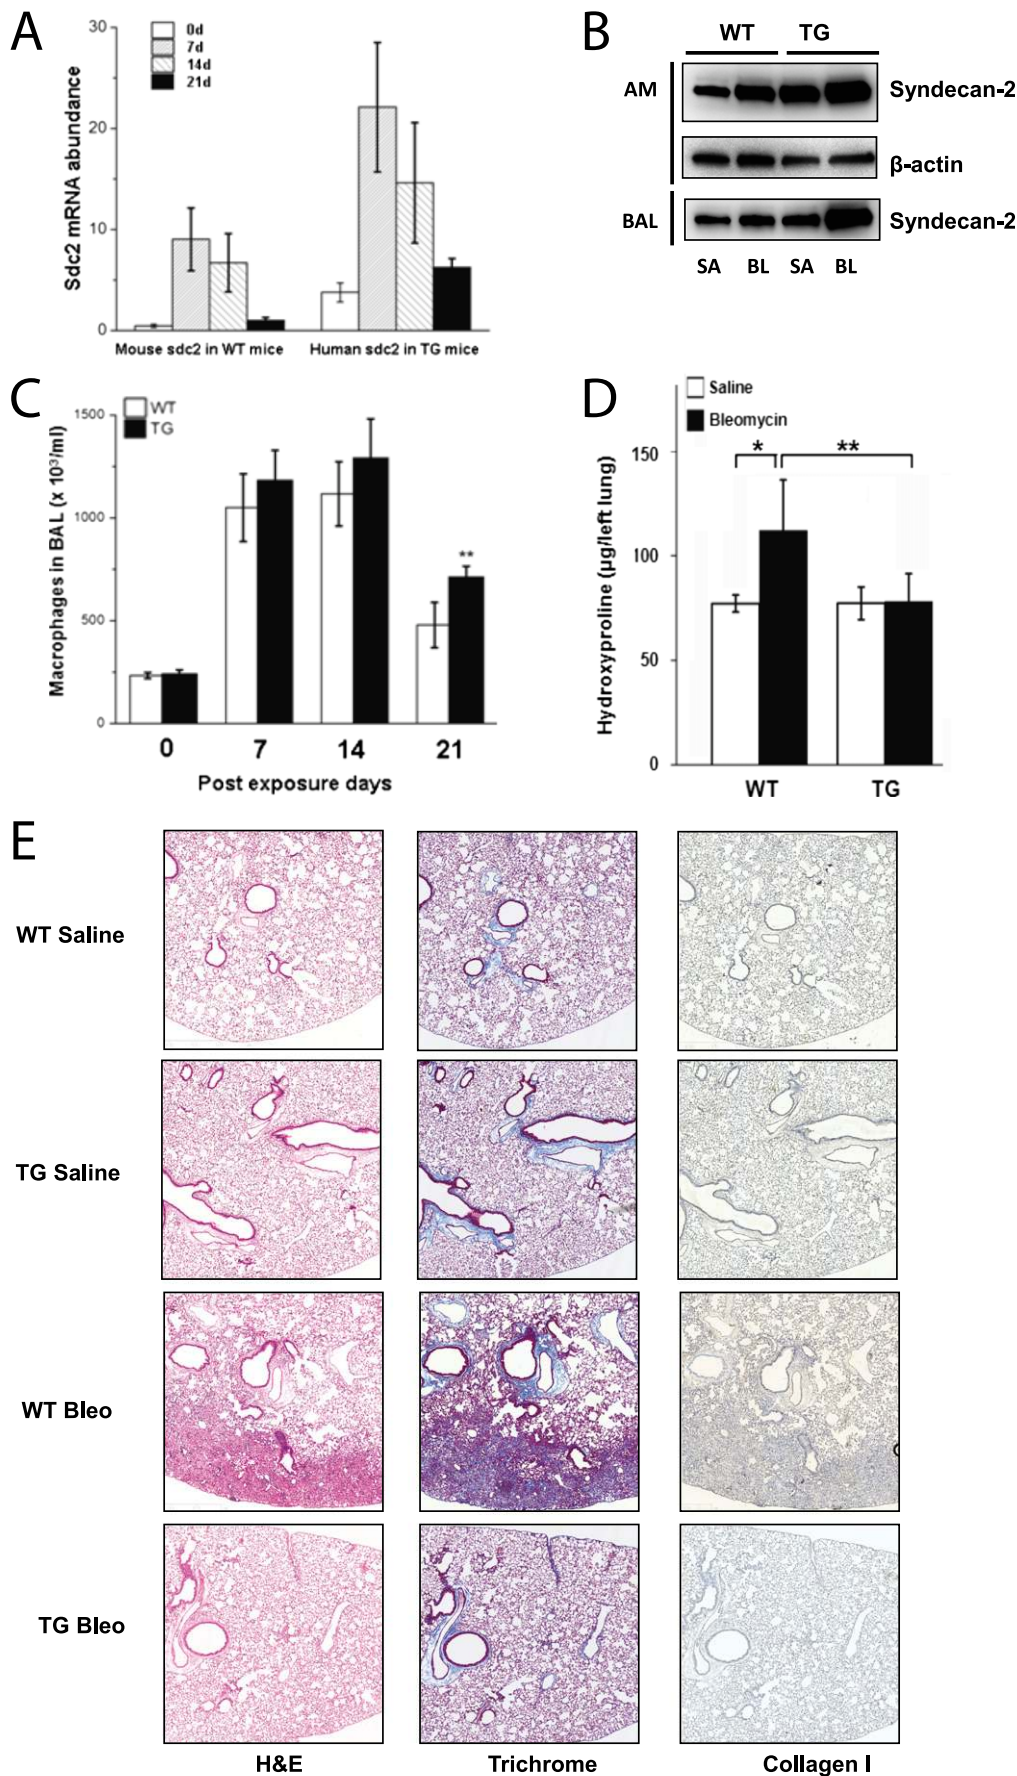 A
0d
7d
14d
21d
Sdc2 mRNA abundance
30
20
10
0
Mouse sdc2 in WT mice
Human sdc2 in TG mice
B
WT TG
AM
Syndecan-2
β-actin
BAL
Syndecan-2
SA BL SA BL
C
WT
TG
Macrophages in BAL (x 10³/ml)
1500
1000
500
0
**
0 7 14 21
Post exposure days
D
Saline
Bleomycin
Hydroxyproline (µg/left lung)
150
100
50
0
* **
WT TG
E
WT Saline
TG Saline
WT Bleo
TG Bleo
H&E Trichrome Collagen I